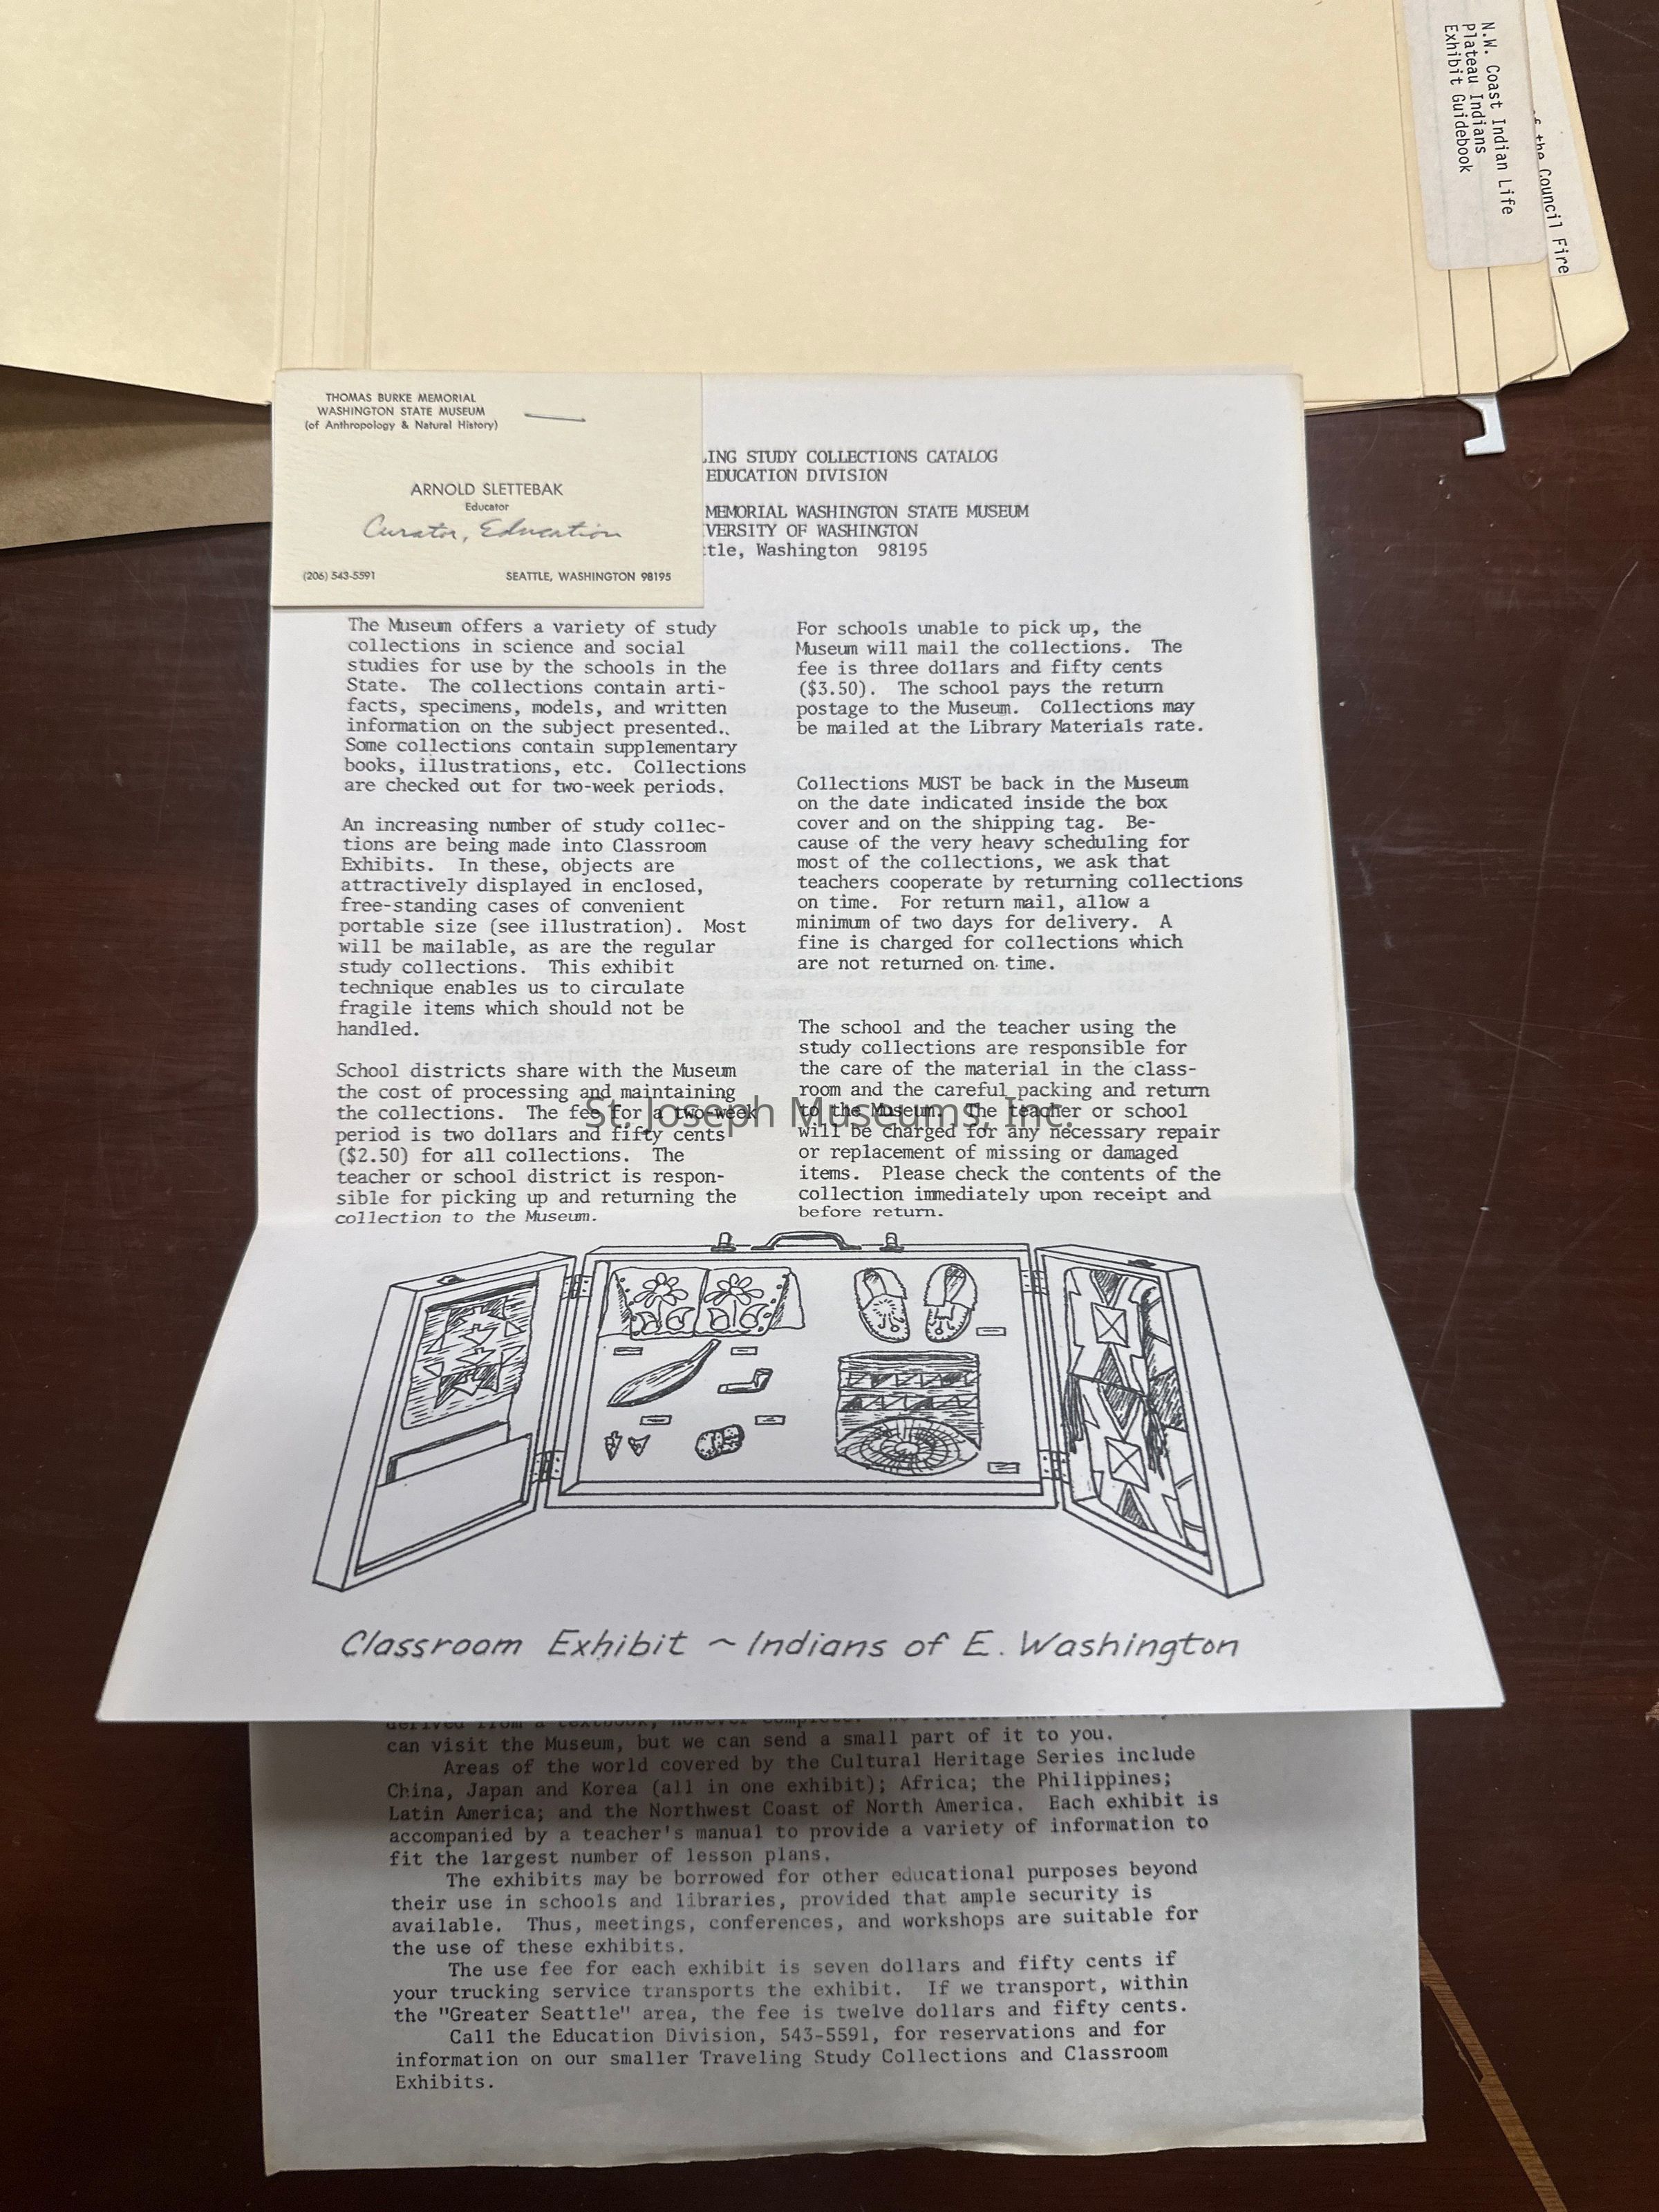 N.W. Coast Indian Life
Plateau Indians
Exhibit Guidebook
of the Council Fire
THOMAS BURKE MEMORIAL
WASHINGTON STATE MUSEUM
(of Anthropology & Natural History)
ARNOLD SLETTEBAK
Educator
Curator, Education
(206) 543-5591
SEATTLE, WASHINGTON 98195
LING STUDY COLLECTIONS CATALOG
EDUCATION DIVISION
MEMORIAL WASHINGTON STATE MUSEUM
VERSITY OF WASHINGTON
ttle, Washington 98195
The Museum offers a variety of study
collections in science and social
studies for use by the schools in the
State. The collections contain arti-
facts, specimens, models, and written
information on the subject presented.
Some collections contain supplementary
books, illustrations, etc. Collections
are checked out for two-week periods.
An increasing number of study collec-
tions are being made into Classroom
Exhibits. In these, objects are
attractively displayed in enclosed,
free-standing cases of convenient
portable size (see illustration). Most
will be mailable, as are the regular
study collections. This exhibit
technique enables us to circulate
fragile items which should not be
handled.
School districts share with the Museum
the cost of processing and maintaining
the collections. The fee for a two-week
period is two dollars and fifty cents
($2.50) for all collections. The
teacher or school district is respon-
sible for picking up and returning the
collection to the Museum.
For schools unable to pick up, the
Museum will mail the collections. The
fee is three dollars and fifty cents
($3.50). The school pays the return
postage to the Museum. Collections may
be mailed at the Library Materials rate.
Collections MUST be back in the Museum
on the date indicated inside the box
cover and on the shipping tag. Be-
cause of the very heavy scheduling for
most of the collections, we ask that
teachers cooperate by returning collections
on time. For return mail, allow a
minimum of two days for delivery. A
fine is charged for collections which
are not returned on time.
The school and the teacher using the
study collections are responsible for
the care of the material in the class-
room and the careful packing and return
to the Museum. The teacher or school
will be charged for any necessary repair
or replacement of missing or damaged
items. Please check the contents of the
collection immediately upon receipt and
before return.
St. Joseph Museums, Inc.
Classroom Exhibit ~ Indians of E. Washington
derived from a textbook, however
can visit the Museum, but we can send a small part of it to you.
Areas of the world covered by the Cultural Heritage Series include
China, Japan and Korea (all in one exhibit); Africa; the Philippines;
Latin America; and the Northwest Coast of North America. Each exhibit is
accompanied by a teacher's manual to provide a variety of information to
fit the largest number of lesson plans.
The exhibits may be borrowed for other educational purposes beyond
their use in schools and libraries, provided that ample security is
available. Thus, meetings, conferences, and workshops are suitable for
the use of these exhibits.
The use fee for each exhibit is seven dollars and fifty cents if
your trucking service transports the exhibit. If we transport, within
the "Greater Seattle" area, the fee is twelve dollars and fifty cents.
Call the Education Division, 543-5591, for reservations and for
information on our smaller Traveling Study Collections and Classroom
Exhibits.